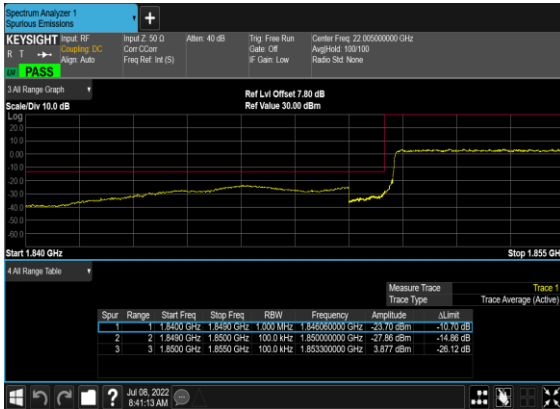 Spectrum Analyzer 1
Spurious Emissions
KEYSIGHT Input: RF Input Z: 50 Ω Atten: 40 dB Trig: Free Run Center Freq: 22.005000000 GHz
R T Coupling: DC Corr CCorr Gate: Off Avg|Hold: 100/100
Align: Auto Freq Ref: Int (S) IF Gain: Low Radio Std: None
LXI PASS
3 All Range Graph
Ref Lvl Offset 7.80 dB
Scale/Div 10.0 dB Ref Value 30.00 dBm
Log
20.0
10.0
0.00
-10.0
-20.0
-30.0
-40.0
-50.0
-60.0
Start 1.840 GHz Stop 1.855 GH
4 All Range Table
Measure Trace Trace 1
Trace Type Trace Average (Active)
Spur Range Start Freq Stop Freq RBW Frequency Amplitude ΔLimit
1 1 1.8400 GHz 1.8490 GHz 1.000 MHz 1.846060000 GHz -23.70 dBm -10.70 dB
2 2 1.8490 GHz 1.8500 GHz 100.0 kHz 1.850000000 GHz -27.86 dBm -14.86 dB
3 3 1.8500 GHz 1.8550 GHz 100.0 kHz 1.853300000 GHz 3.877 dBm -26.12 dB
Jul 08, 2022
8:41:13 AM